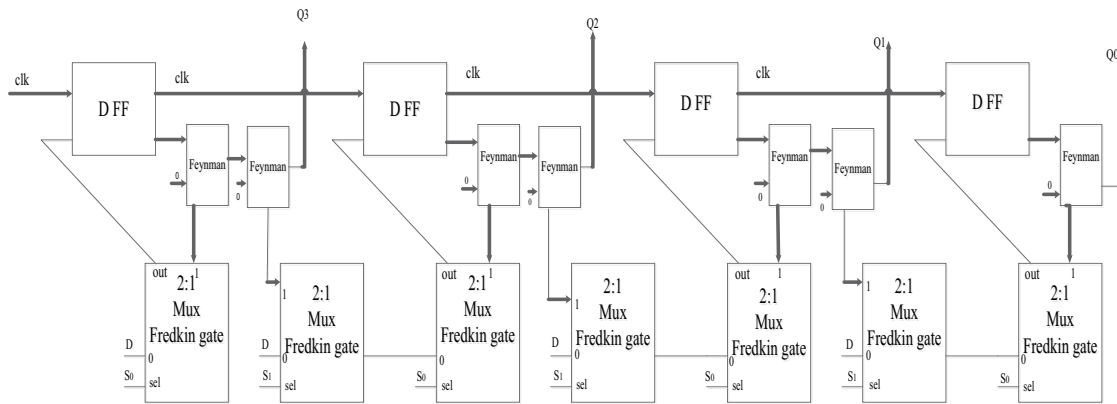 Q3
Q2
Q1
Q0
clk
clk
clk
clk
D FF
D FF
D FF
D FF
Feynman
Feynman
Feynman
Feynman
Feynman
Feynman
Feynman
0
0
0
0
0
0
0
out 1
2:1
Mux
Fredkin gate
D 0
S0 sel
1 2:1
Mux
Fredkin gate
D 0
S1 sel
out 1
2:1
Mux
Fredkin gate
0
S0 sel
2:1
1 Mux
Fredkin gate
D 0
S1 sel
out 1
2:1
Mux
Fredkin gate
0
S0 sel
1 2:1
Mux
Fredkin gate
D 0
S1 sel
out 1
2:1
Mux
Fredkin gate
0
S0 sel